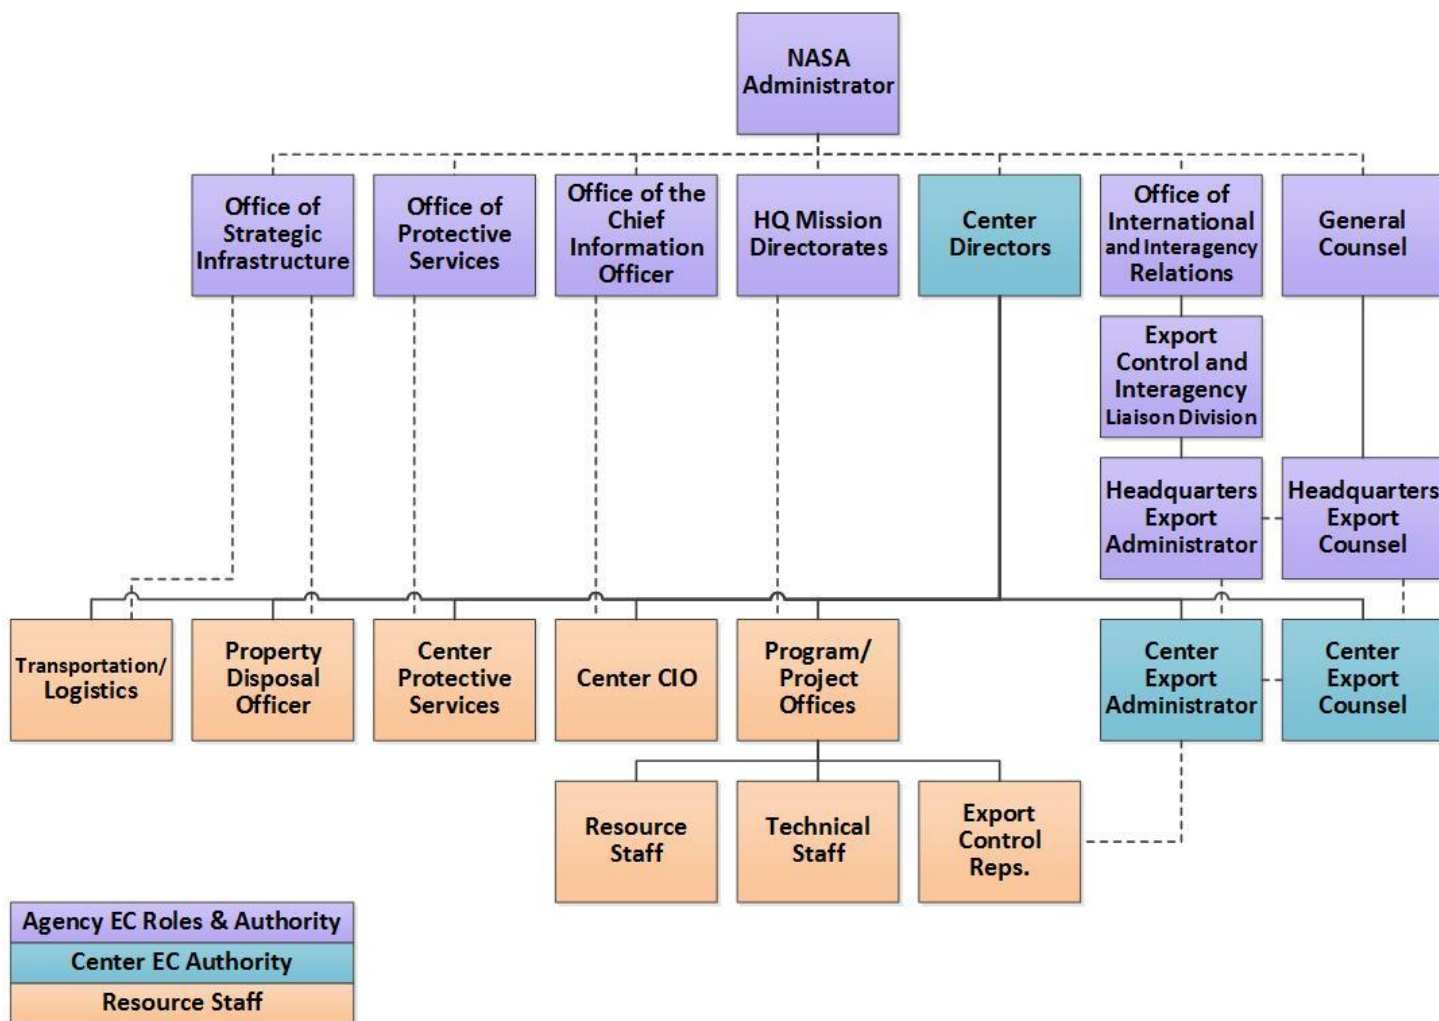 NASA
Administrator
Office of
Strategic
Infrastructure
Office of
Protective
Services
Office of the
Chief
Information
Officer
HQ Mission
Directorates
Center
Directors
Office of
International
and Interagency
Relations
General
Counsel
Export
Control and
Interagency
Liaison Division
Headquarters
Export
Administrator
Headquarters
Export
Counsel
Transportation/
Logistics
Property
Disposal
Officer
Center
Protective
Services
Center CIO
Program/
Project
Offices
Center
Export
Administrator
Center
Export
Counsel
Resource
Staff
Technical
Staff
Export
Control
Reps.
Agency EC Roles & Authority
Center EC Authority
Resource Staff